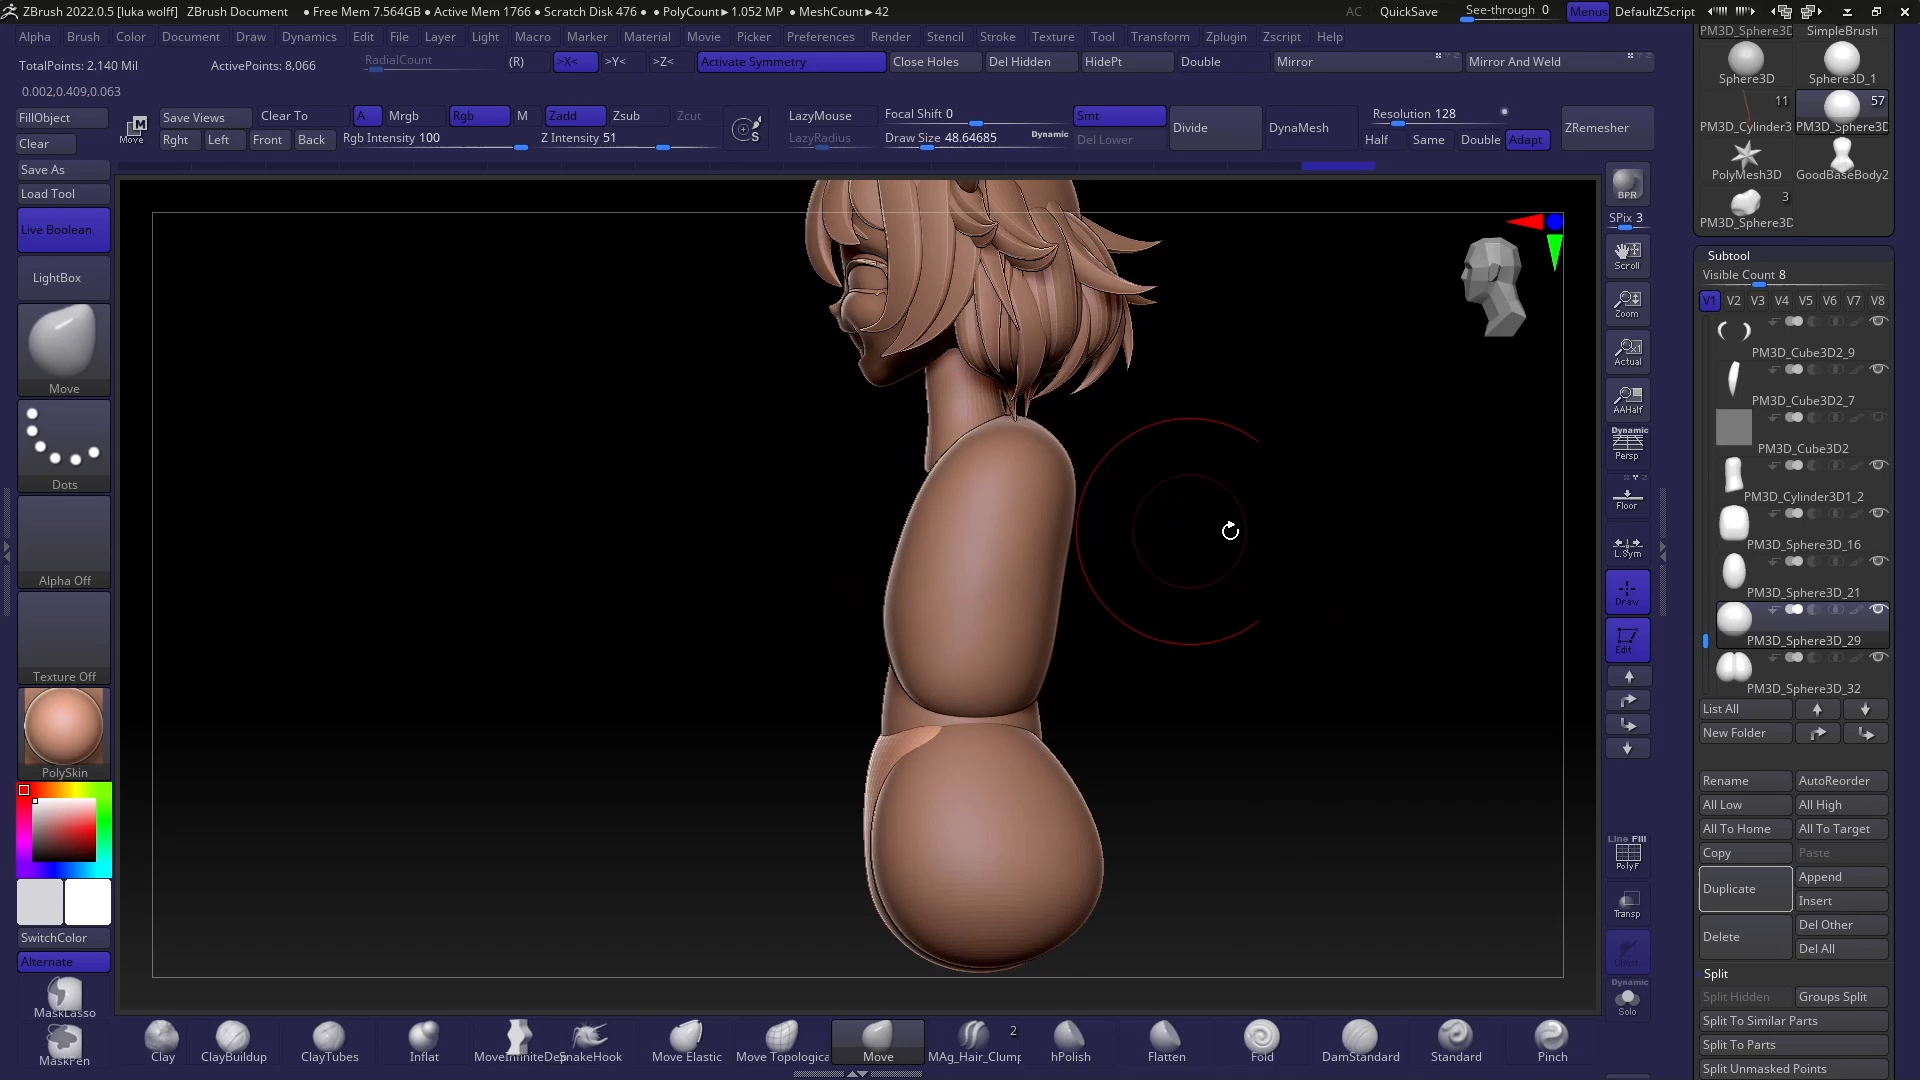 ZBrush 2022.0.5 [luka wolff] ZBrush Document ● Free Mem 7.564GB ● Active Mem 1766 ● Scratch Disk 476 ● ● PolyCount ▸ 1.052 MP ● MeshCount ▸ 42 AC QuickSave See-through 0 Menus DefaultZScript
Alpha Brush Color Document Draw Dynamics Edit File Layer Light Macro Marker Material Movie Picker Preferences Render Stencil Stroke Texture Tool Transform Zplugin Zscript Help
TotalPoints: 2.140 Mil ActivePoints: 8,066 RadialCount (R) >X< >Y< >Z< Activate Symmetry Close Holes Del Hidden HidePt Double Mirror Mirror And Weld
0.002,0.409,0.063
FillObject Save Views Clear To A Mrgb Rgb M Zadd Zsub Zcut LazyMouse Focal Shift 0 Smt Divide DynaMesh Resolution 128 ZRemesher
Clear Move Rght Left Front Back Rgb Intensity 100 Z Intensity 51 LazyRadius Draw Size 48.64685 Dynamic Del Lower Half Same Double Adapt
Save As
Load Tool
Live Boolean
LightBox
Move
Dots
Alpha Off
Texture Off
PolySkin
SwitchColor
Alternate
MaskLasso
MaskPen
BPR
SPix 3
Scroll
Zoom
Actual
AAHalf
Dynamic
Persp
X Y Z
Floor
L.Sym
Draw
Edit
Line Fill
PolyF
Transp
Dynamic
Solo
PM3D_Sphere3D SimpleBrush
Sphere3D Sphere3D_1
11 57
PM3D_Cylinder3 PM3D_Sphere3D
PolyMesh3D GoodBaseBody2
3
PM3D_Sphere3D
Subtool
Visible Count 8
V1 V2 V3 V4 V5 V6 V7 V8
PM3D_Cube3D2_9
PM3D_Cube3D2_7
PM3D_Cube3D2
PM3D_Cylinder3D1_2
PM3D_Sphere3D_16
PM3D_Sphere3D_21
PM3D_Sphere3D_29
PM3D_Sphere3D_32
List All
New Folder
Rename AutoReorder
All Low All High
All To Home All To Target
Copy Paste
Duplicate Append
Insert
Delete Del Other
Del All
Split
Split Hidden Groups Split
Split To Similar Parts
Split To Parts
Split Unmasked Points
Clay ClayBuildup ClayTubes Inflat MoveInfiniteDep SnakeHook Move Elastic Move Topologica Move MAg_Hair_Clump 2 hPolish Flatten Fold DamStandard Standard Pinch